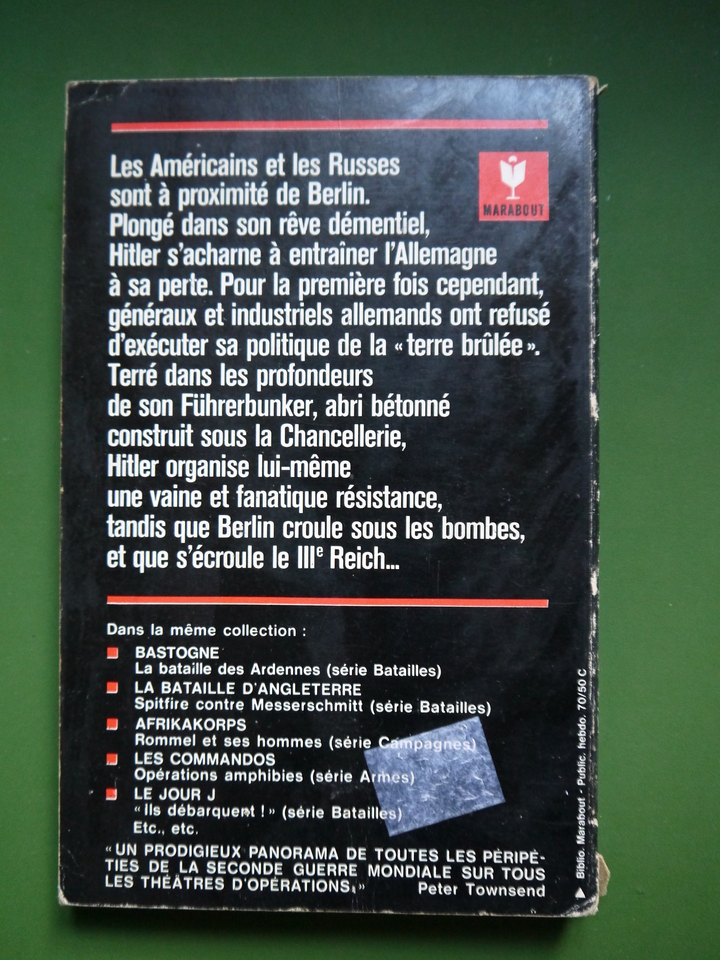 Les Américains et les Russes
sont à proximité de Berlin.
Plongé dans son rêve démentiel,
Hitler s'acharne à entraîner l'Allemagne
à sa perte. Pour la première fois cependant,
généraux et industriels allemands ont refusé
d'exécuter sa politique de la « terre brûlée ».
Terré dans les profondeurs
de son Führerbunker, abri bétonné
construit sous la Chancellerie,
Hitler organise lui-même
une vaine et fanatique résistance,
tandis que Berlin croule sous les bombes,
et que s'écroule le IIIe Reich...
MARABOUT
Dans la même collection :
BASTOGNE
La bataille des Ardennes (série Batailles)
LA BATAILLE D'ANGLETERRE
Spitfire contre Messerschmitt (série Batailles)
AFRIKAKORPS
Rommel et ses hommes (série Campagnes)
LES COMMANDOS
Opérations amphibies (série Armes)
LE JOUR J
« Ils débarquent ! » (série Batailles)
Etc., etc.
« UN PRODIGIEUX PANORAMA DE TOUTES LES PÉRIPÉ-
TIES DE LA SECONDE GUERRE MONDIALE SUR TOUS
LES THÉÂTRES D'OPÉRATIONS. » Peter Townsend
Biblio. Marabout - Public. hebdo. 70/50 C